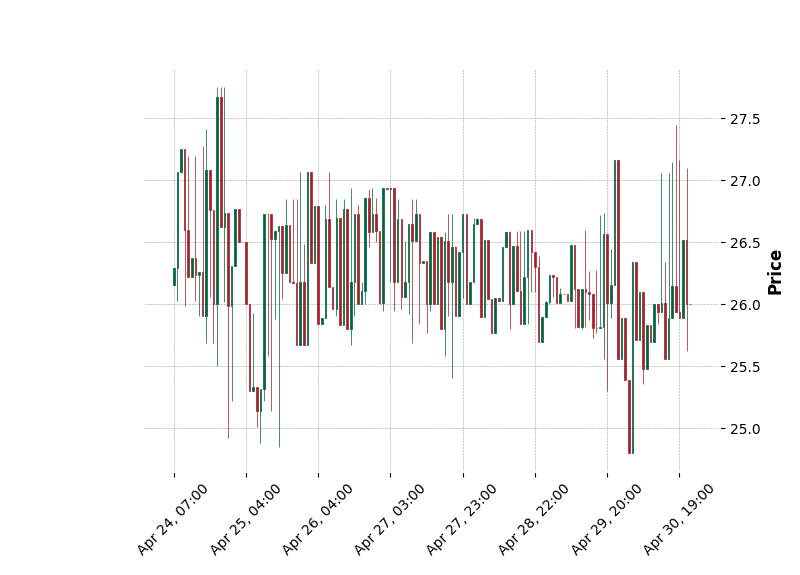 27.5
27.0
26.5
26.0
25.5
25.0
Price
Apr 24, 07:00
Apr 25, 04:00
Apr 26, 04:00
Apr 27, 03:00
Apr 27, 23:00
Apr 28, 22:00
Apr 29, 20:00
Apr 30, 19:00